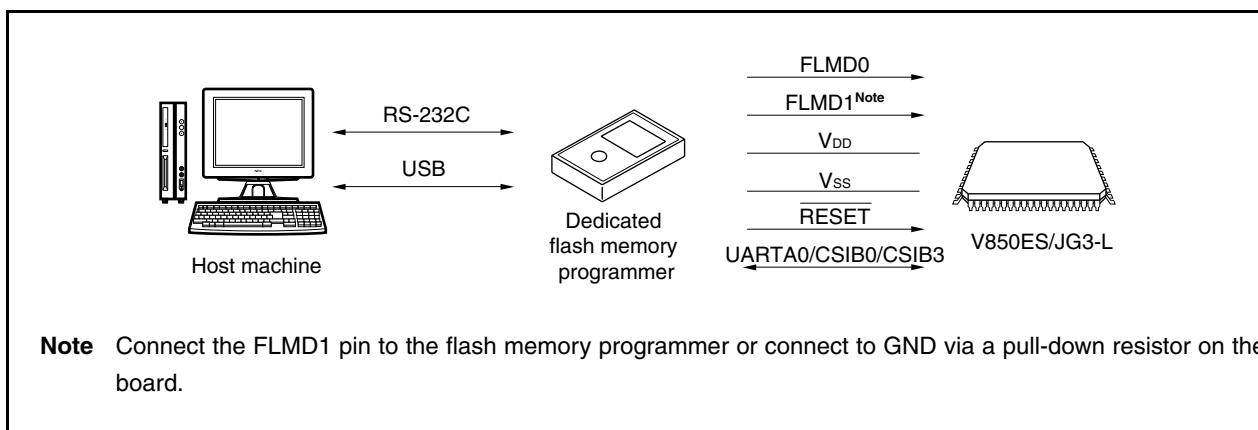 FLMD0
FLMD1Note
RS-232C
VDD
USB
VSS
RESET
UARTA0/CSIB0/CSIB3
Host machine
Dedicated
flash memory
programmer
V850ES/JG3-L
Note Connect the FLMD1 pin to the flash memory programmer or connect to GND via a pull-down resistor on the
board.